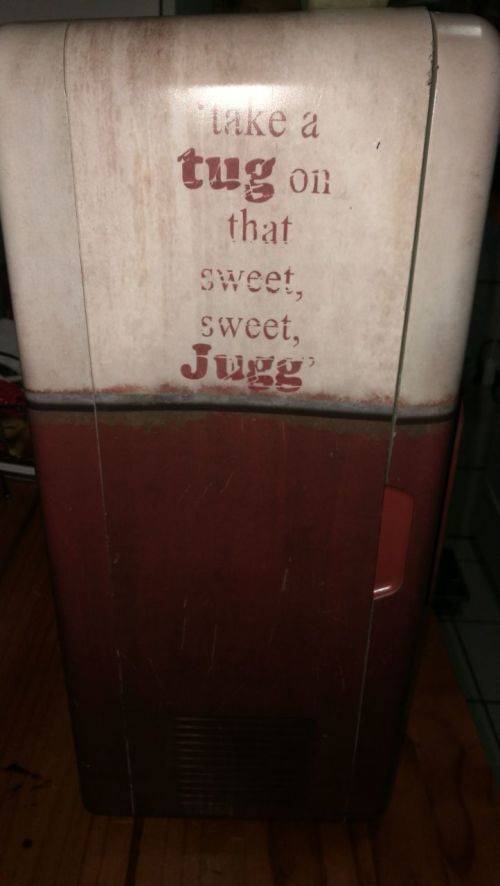 'take a
tug on
that
sweet,
sweet,
Jugg'